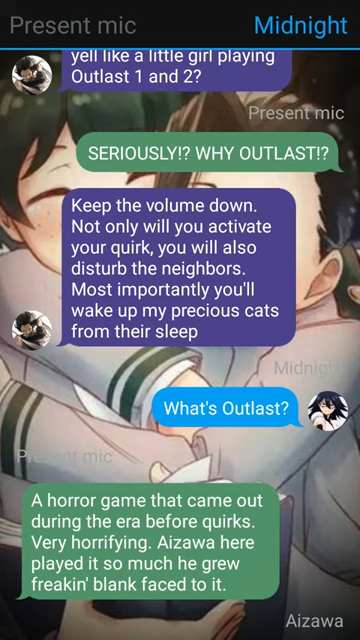 Present mic Midnight
yell like a little girl playing
Outlast 1 and 2?
Present mic
SERIOUSLY!? WHY OUTLAST!?
Keep the volume down.
Not only will you activate
your quirk, you will also
disturb the neighbors.
Most importantly you'll
wake up my precious cats
from their sleep
Midnight
What's Outlast?
Present mic
A horror game that came out
during the era before quirks.
Very horrifying. Aizawa here
played it so much he grew
freakin' blank faced to it.
Aizawa